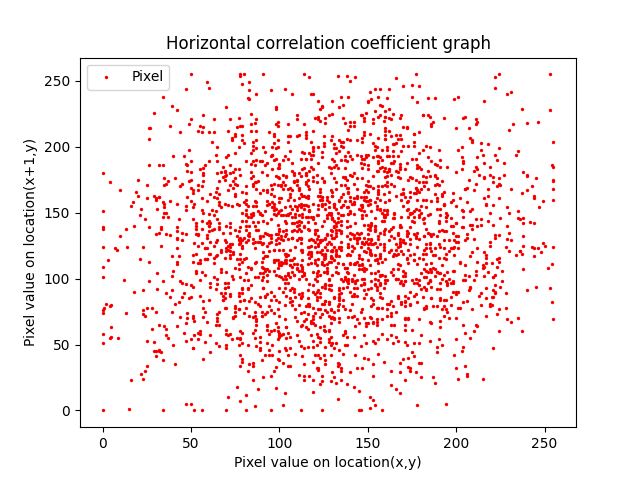 Horizontal correlation coefficient graph
Pixel
250
200
150
100
50
0
Pixel value on location(x+1,y)
0 50 100 150 200 250
Pixel value on location(x,y)